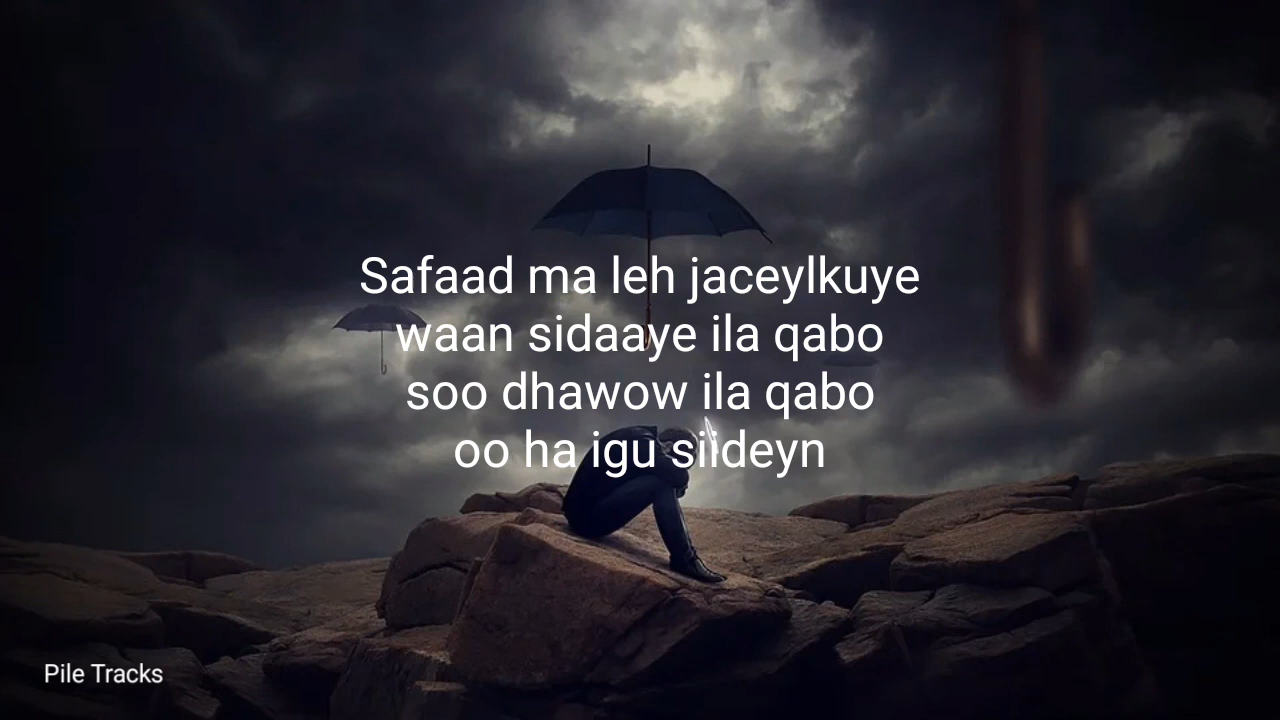 Safaad ma leh jaceylkuye
waan sidaaye ila qabo
soo dhawow ila qabo
oo ha igu siideyn
Pile Tracks